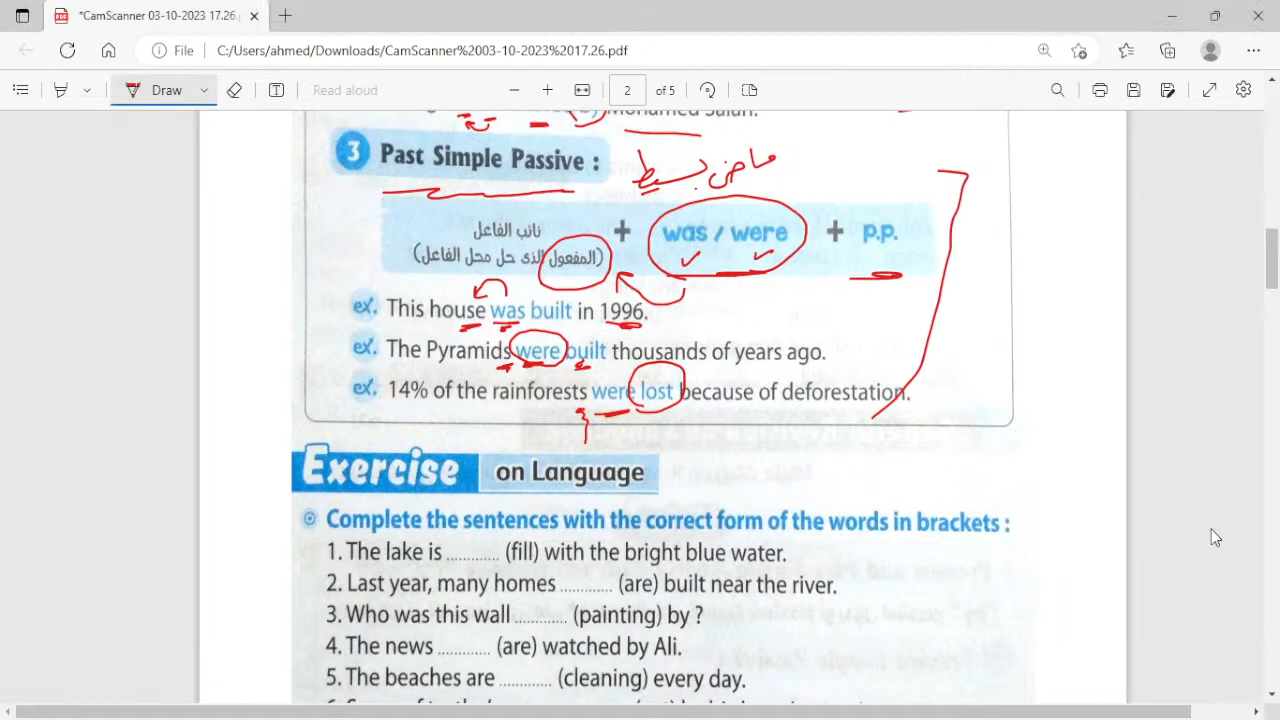 *CamScanner 03-10-2023 17.26.
File C:/Users/ahmed/Downloads/CamScanner%2003-10-2023%2017.26.pdf
Draw Read aloud 2 of 5
by Mohamed Salah.
3 Past Simple Passive :
ماضي بسيط
نائب الفاعل + was / were + p.p.
(المفعول الذى حل محل الفاعل)
ex. This house was built in 1996.
ex. The Pyramids were built thousands of years ago.
ex. 14% of the rainforests were lost because of deforestation.
Exercise on Language
Complete the sentences with the correct form of the words in brackets :
1. The lake is ............ (fill) with the bright blue water.
2. Last year, many homes ............ (are) built near the river.
3. Who was this wall ............ (painting) by ?
4. The news ............ (are) watched by Ali.
5. The beaches are ............ (cleaning) every day.